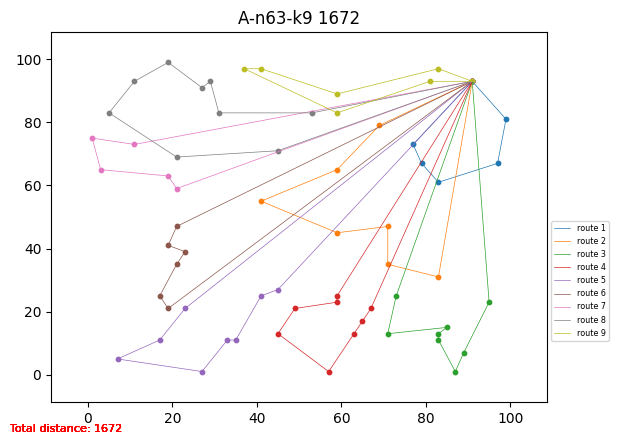 A-n63-k9 1672
100
80
60
40
20
0
0 20 40 60 80 100
route 1
route 2
route 3
route 4
route 5
route 6
route 7
route 8
route 9
Total distance: 1672